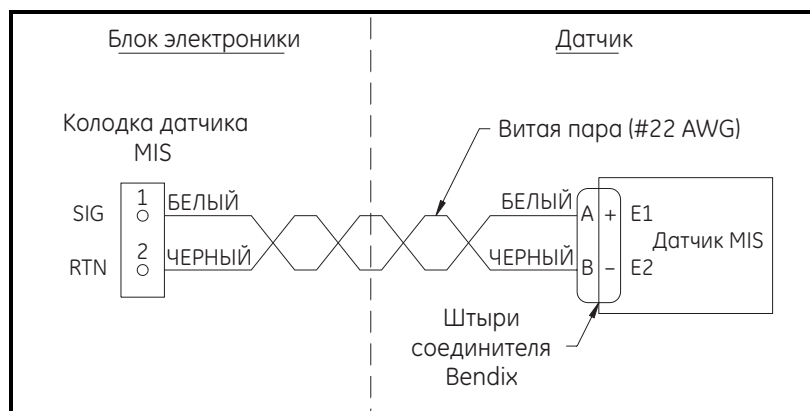 Блок электроники
Датчик
Колодка датчика
MIS
Витая пара (#22 AWG)
SIG
1
БЕЛЫЙ
БЕЛЫЙ
A
+
E1
Датчик MIS
RTN
2
ЧЕРНЫЙ
ЧЕРНЫЙ
B
–
E2
Штыри
соединителя
Bendix